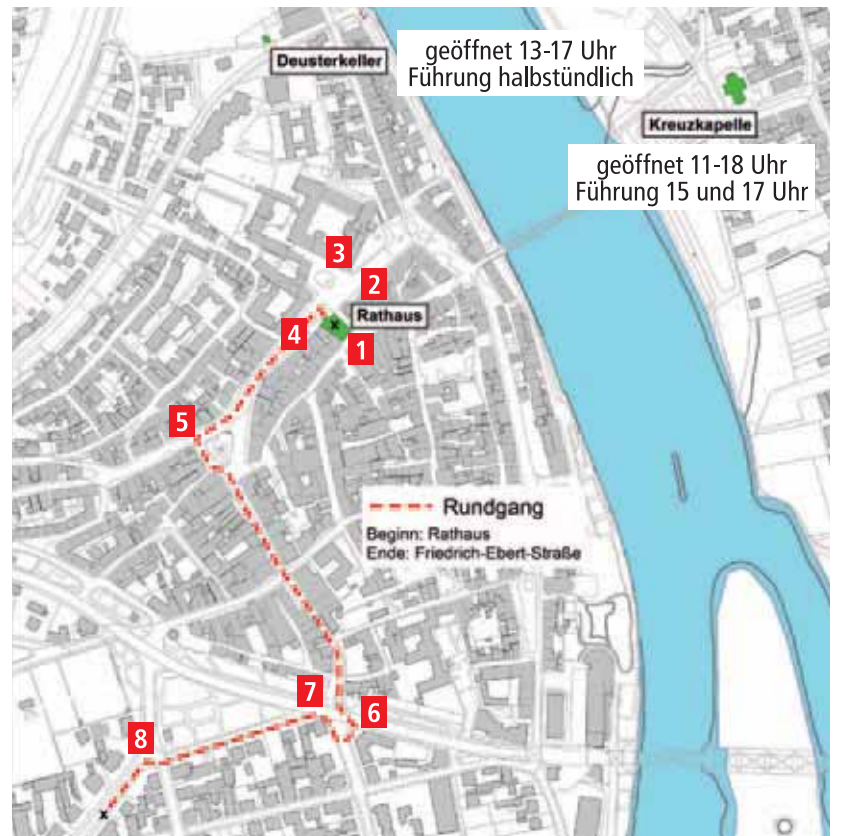 Deusterkeller
geöffnet 13-17 Uhr
Führung halbstündlich
Kreuzkapelle
geöffnet 11-18 Uhr
Führung 15 und 17 Uhr
3
2
Rathaus
x
4
1
5
Rundgang
Beginn: Rathaus
Ende: Friedrich-Ebert-Straße
7
6
8
x